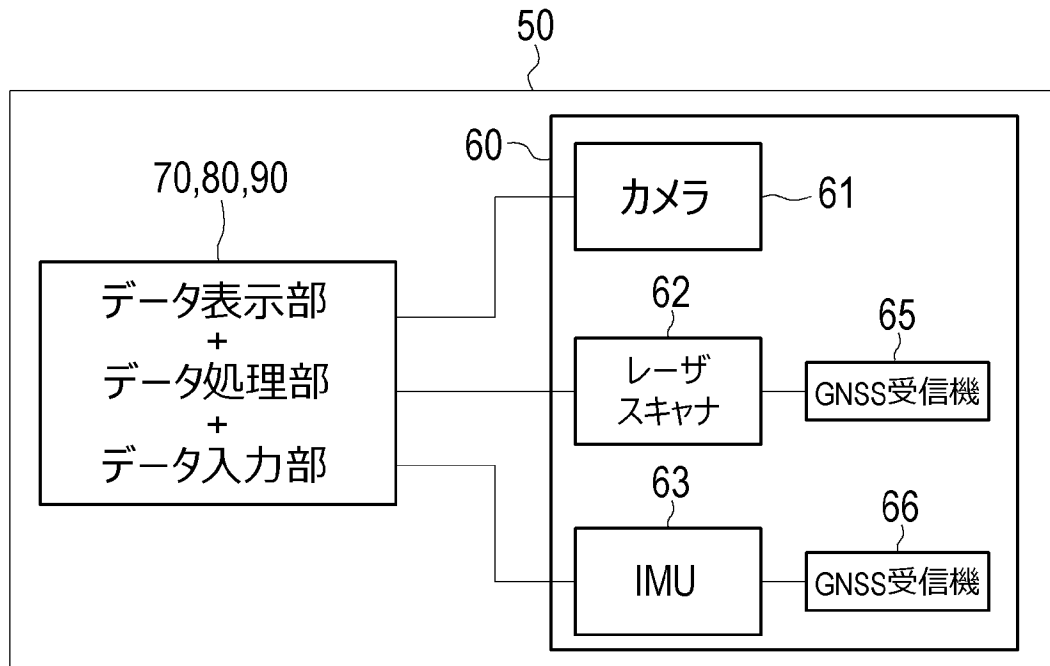 50
60
カメラ
61
70,80,90
データ表示部
+
データ処理部
+
データ入力部
62
レーザ
スキャナ
65
GNSS受信機
63
IMU
66
GNSS受信機